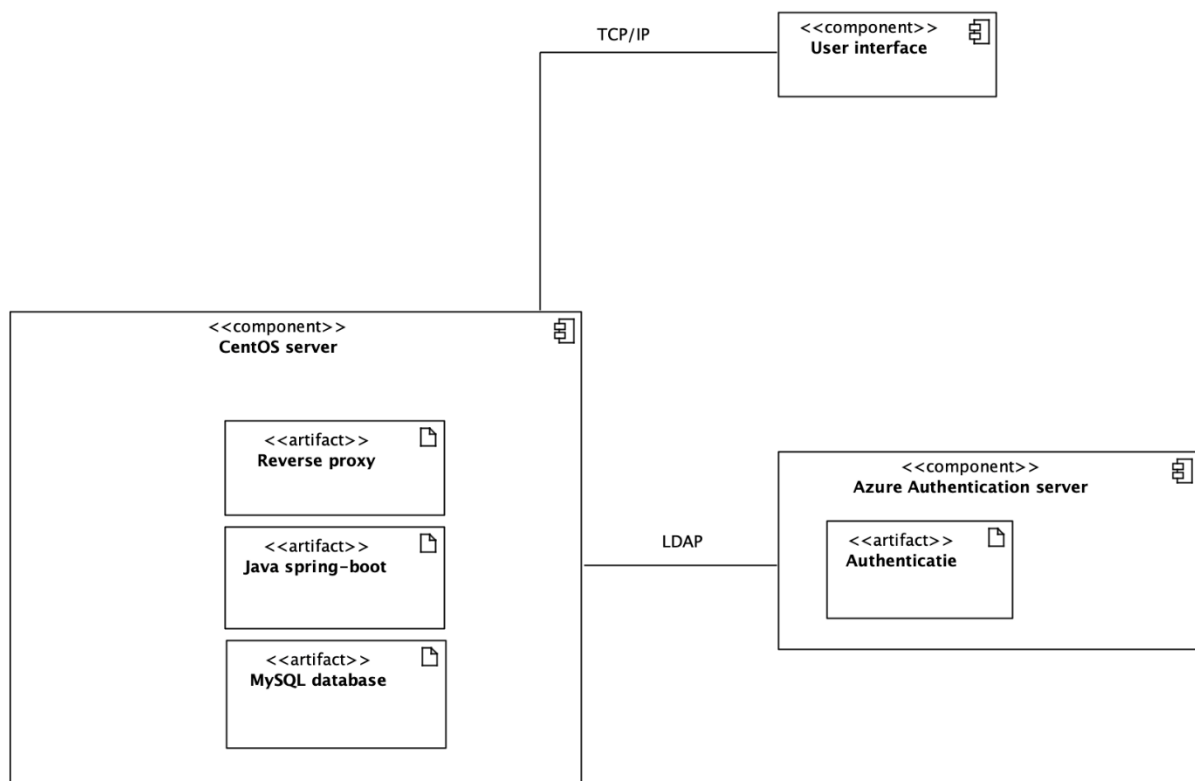 TCP/IP
<<component>>
User interface
<<component>>
CentOS server
<<artifact>>
Reverse proxy
<<artifact>>
Java spring-boot
<<artifact>>
MySQL database
LDAP
<<component>>
Azure Authentication server
<<artifact>>
Authenticatie